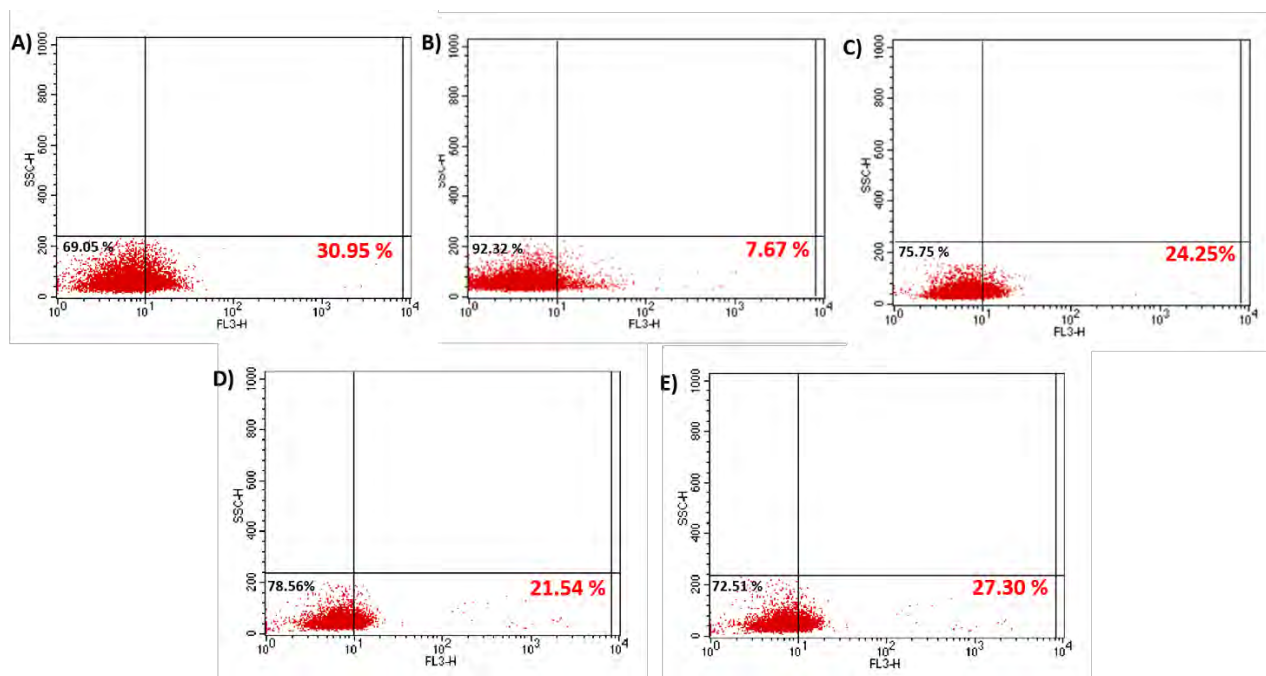 A)
1000
800
600
400
200
0
SSC-H
69.05 %
30.95 %
10⁰ 10¹ 10² 10³ 10⁴
FL3-H
B)
1000
800
600
400
200
0
SSC-H
92.32 %
7.67 %
10⁰ 10¹ 10² 10³ 10⁴
FL3-H
C)
1000
800
600
400
200
0
SSC-H
75.75 %
24.25%
10⁰ 10¹ 10² 10³ 10⁴
FL3-H
D)
1000
800
600
400
200
0
SSC-H
78.56%
21.54 %
10⁰ 10¹ 10² 10³ 10⁴
FL3-H
E)
1000
800
600
400
200
0
SSC-H
72.51 %
27.30 %
10⁰ 10¹ 10² 10³ 10⁴
FL3-H